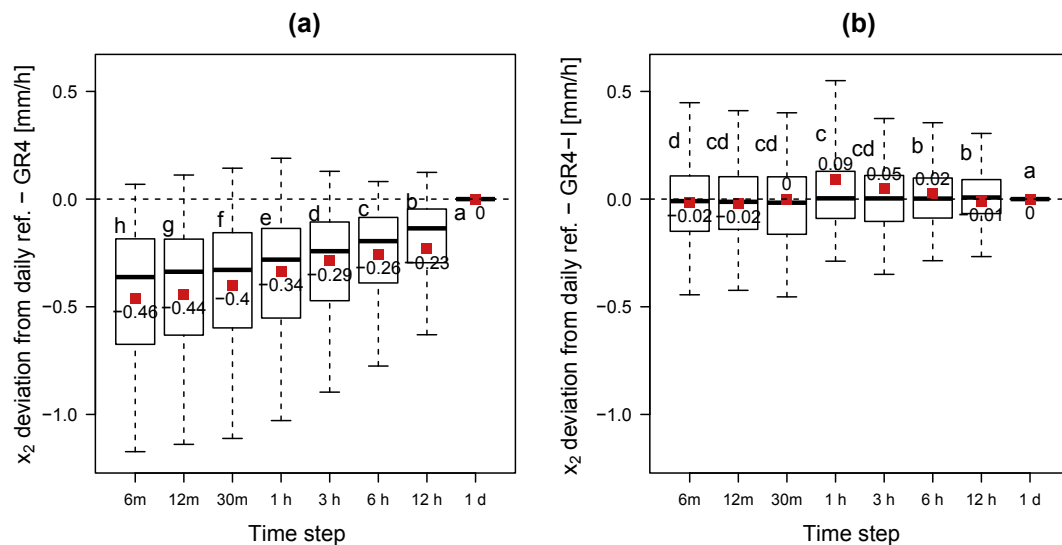 (a)
x₂ deviation from daily ref. − GR4 [mm/h]
0.5
0.0
−0.5
−1.0
h g f e d c b a
−0.46 −0.44 −0.4 −0.34 −0.29 −0.26 −0.23 0
6m 12m 30m 1 h 3 h 6 h 12 h 1 d
Time step
(b)
x₂ deviation from daily ref. − GR4−I [mm/h]
0.5
0.0
−0.5
−1.0
d cd cd c cd b b a
−0.02 −0.02 0 0.09 0.05 0.02 −0.01 0
6m 12m 30m 1 h 3 h 6 h 12 h 1 d
Time step